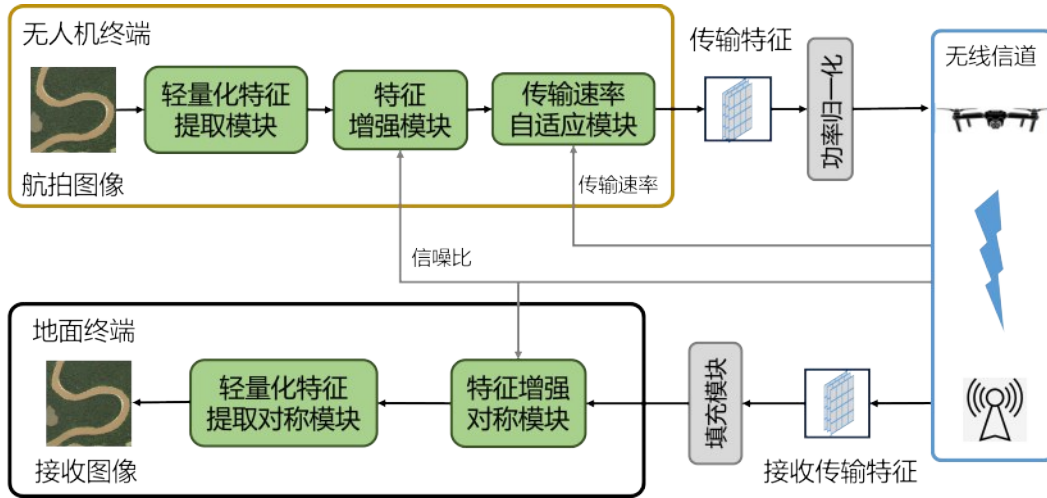 无人机终端
传输特征
无线信道
轻量化特征
提取模块
特征
增强模块
传输速率
自适应模块
功率归一化
航拍图像
传输速率
信噪比
地面终端
轻量化特征
提取对称模块
特征增强
对称模块
填充模块
接收图像
接收传输特征